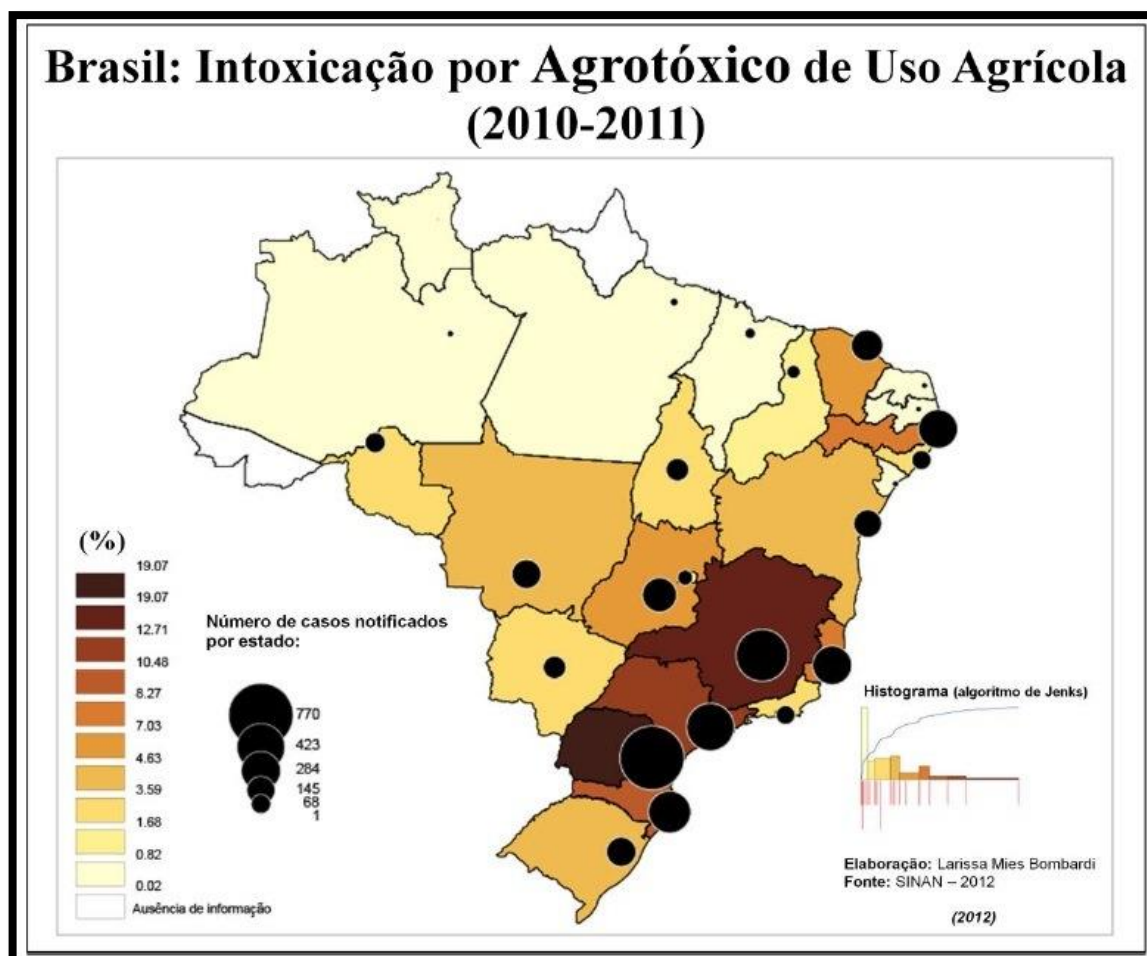 Brasil: Intoxicação por Agrotóxico de Uso Agrícola
(2010-2011)
(%)
19.07
19.07
12.71
10.48
8.27
7.03
4.63
3.59
1.68
0.82
0.02
Ausência de informação
Número de casos notificados
por estado:
770
423
284
145
68
1
Histograma (algoritmo de Jenks)
Elaboração: Larissa Mies Bombardi
Fonte: SINAN – 2012
(2012)